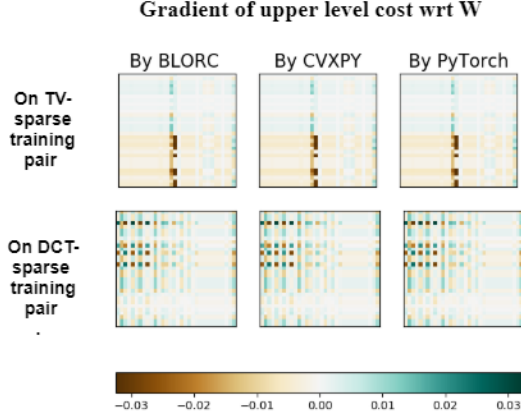 Gradient of upper level cost wrt W
By BLORC By CVXPY By PyTorch
On TV-
sparse
training
pair
On DCT-
sparse
training
pair
.
−0.03 −0.02 −0.01 0.00 0.01 0.02 0.03